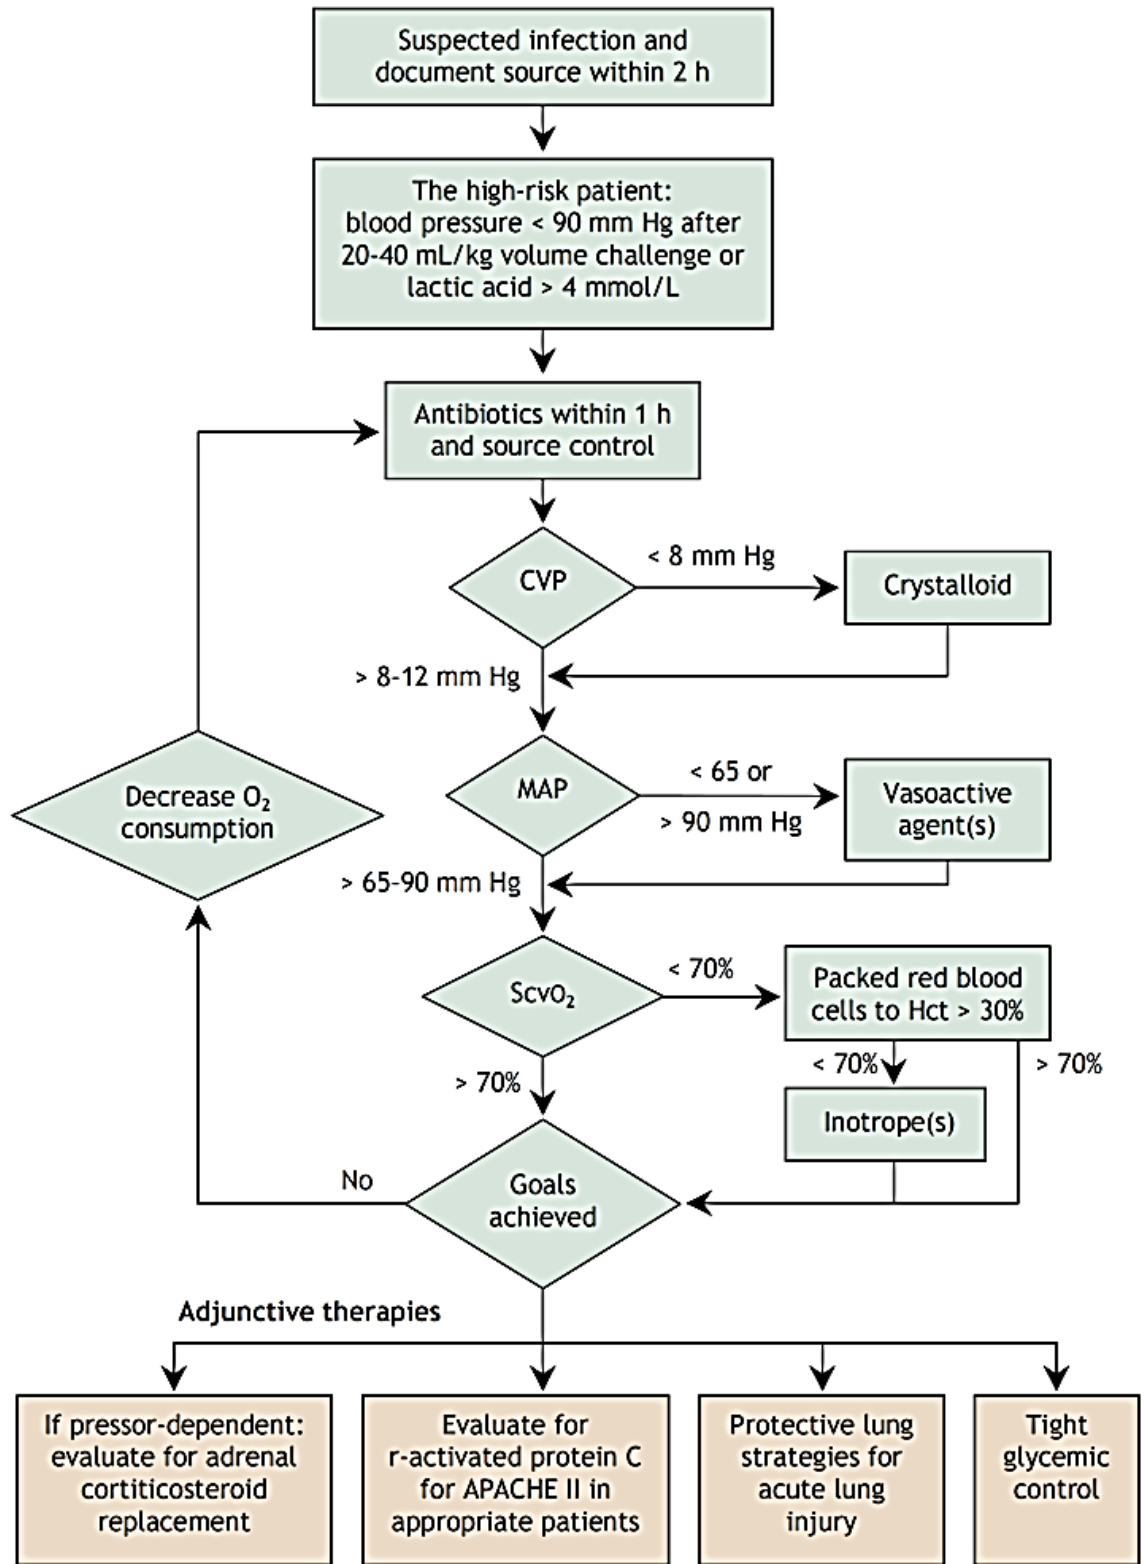 Suspected infection and
document source within 2 h
The high-risk patient:
blood pressure < 90 mm Hg after
20-40 mL/kg volume challenge or
lactic acid > 4 mmol/L
Antibiotics within 1 h
and source control
CVP
< 8 mm Hg
Crystalloid
> 8-12 mm Hg
MAP
< 65 or
> 90 mm Hg
Vasoactive
agent(s)
Decrease O₂
consumption
> 65-90 mm Hg
ScvO₂
< 70%
Packed red blood
cells to Hct > 30%
< 70%
> 70%
> 70%
Inotrope(s)
No
Goals
achieved
Adjunctive therapies
If pressor-dependent:
evaluate for adrenal
cortiticosteroid
replacement
Evaluate for
r-activated protein C
for APACHE II in
appropriate patients
Protective lung
strategies for
acute lung
injury
Tight
glycemic
control